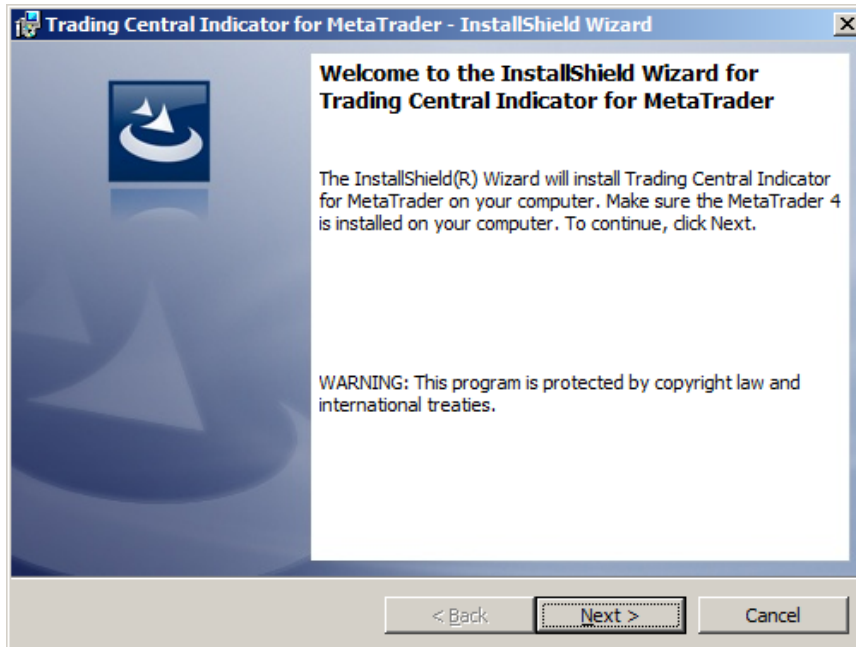 Trading Central Indicator for MetaTrader - InstallShield Wizard
Welcome to the InstallShield Wizard for
Trading Central Indicator for MetaTrader
The InstallShield(R) Wizard will install Trading Central Indicator
for MetaTrader on your computer. Make sure the MetaTrader 4
is installed on your computer. To continue, click Next.
WARNING: This program is protected by copyright law and
international treaties.
< Back
Next >
Cancel